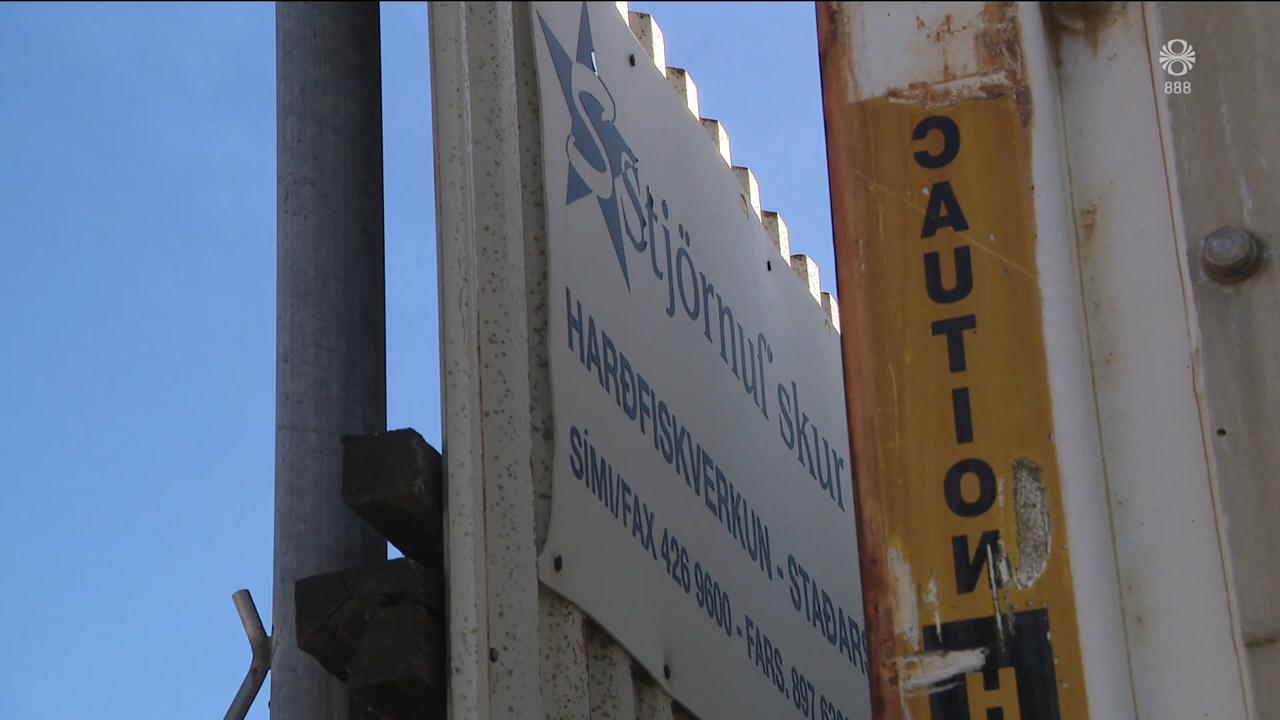 S
Stjörnufiskur
HARÐFISKVERKUN - STAÐARS
SÍMI/FAX 426 9600 - FARS. 897
CAUTION
888